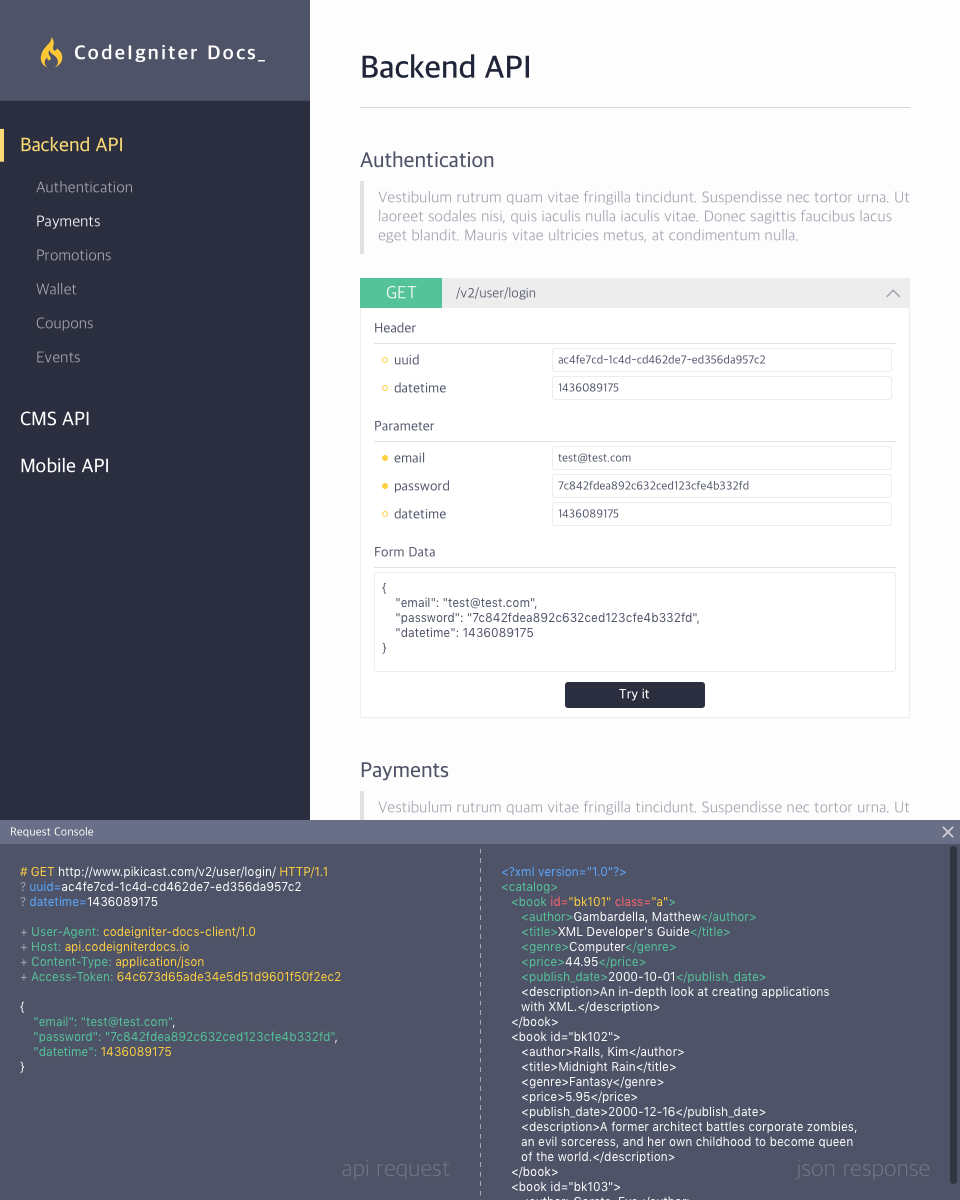 CodeIgniter Docs_
Backend API
Authentication
Payments
Promotions
Wallet
Coupons
Events
CMS API
Mobile API
Backend API
Authentication
Vestibulum rutrum quam vitae fringilla tincidunt. Suspendisse nec tortor urna. Ut
laoreet sodales nisi, quis iaculis nulla iaculis vitae. Donec sagittis faucibus lacus
eget blandit. Mauris vitae ultricies metus, at condimentum nulla.
GET /v2/user/login
Header
uuid ac4fe7cd-1c4d-cd462de7-ed356da957c2
datetime 1436089175
Parameter
email test@test.com
password 7c842fdea892c632ced123cfe4b332fd
datetime 1436089175
Form Data
{
"email": "test@test.com",
"password": "7c842fdea892c632ced123cfe4b332fd",
"datetime": 1436089175
}
Try it
Payments
Vestibulum rutrum quam vitae fringilla tincidunt. Suspendisse nec tortor urna. Ut
Request Console
# GET http://www.pikicast.com/v2/user/login/ HTTP/1.1
? uuid=ac4fe7cd-1c4d-cd462de7-ed356da957c2
? datetime=1436089175
+ User-Agent: codeigniter-docs-client/1.0
+ Host: api.codeigniterdocs.io
+ Content-Type: application/json
+ Access-Token: 64c673d65ade34e5d51d9601f50f2ec2
{
"email": "test@test.com",
"password": "7c842fdea892c632ced123cfe4b332fd",
"datetime": 1436089175
}
api request
<?xml version="1.0"?>
<catalog>
<book id="bk101" class="a">
<author>Gambardella, Matthew</author>
<title>XML Developer's Guide</title>
<genre>Computer</genre>
<price>44.95</price>
<publish_date>2000-10-01</publish_date>
<description>An in-depth look at creating applications
with XML.</description>
</book>
<book id="bk102">
<author>Ralls, Kim</author>
<title>Midnight Rain</title>
<genre>Fantasy</genre>
<price>5.95</price>
<publish_date>2000-12-16</publish_date>
<description>A former architect battles corporate zombies,
an evil sorceress, and her own childhood to become queen
of the world.</description>
</book>
<book id="bk103">
json response